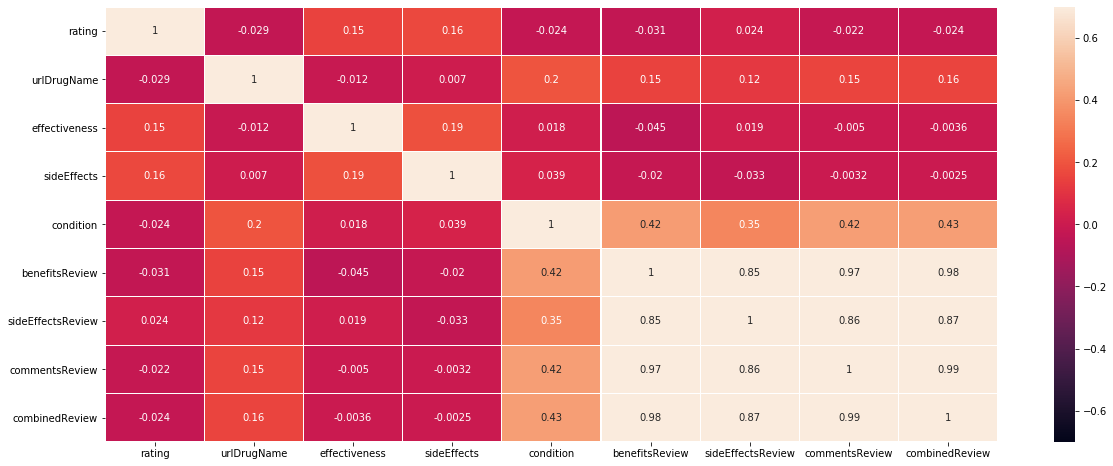 rating 1 -0.029 0.15 0.16 -0.024 -0.031 0.024 -0.022 -0.024
urlDrugName -0.029 1 -0.012 0.007 0.2 0.15 0.12 0.15 0.16
effectiveness 0.15 -0.012 1 0.19 0.018 -0.045 0.019 -0.005 -0.0036
sideEffects 0.16 0.007 0.19 1 0.039 -0.02 -0.033 -0.0032 -0.0025
condition -0.024 0.2 0.018 0.039 1 0.42 0.35 0.42 0.43
benefitsReview -0.031 0.15 -0.045 -0.02 0.42 1 0.85 0.97 0.98
sideEffectsReview 0.024 0.12 0.019 -0.033 0.35 0.85 1 0.86 0.87
commentsReview -0.022 0.15 -0.005 -0.0032 0.42 0.97 0.86 1 0.99
combinedReview -0.024 0.16 -0.0036 -0.0025 0.43 0.98 0.87 0.99 1
rating urlDrugName effectiveness sideEffects condition benefitsReview sideEffectsReview commentsReview combinedReview
0.6
0.4
0.2
0.0
−0.2
−0.4
−0.6